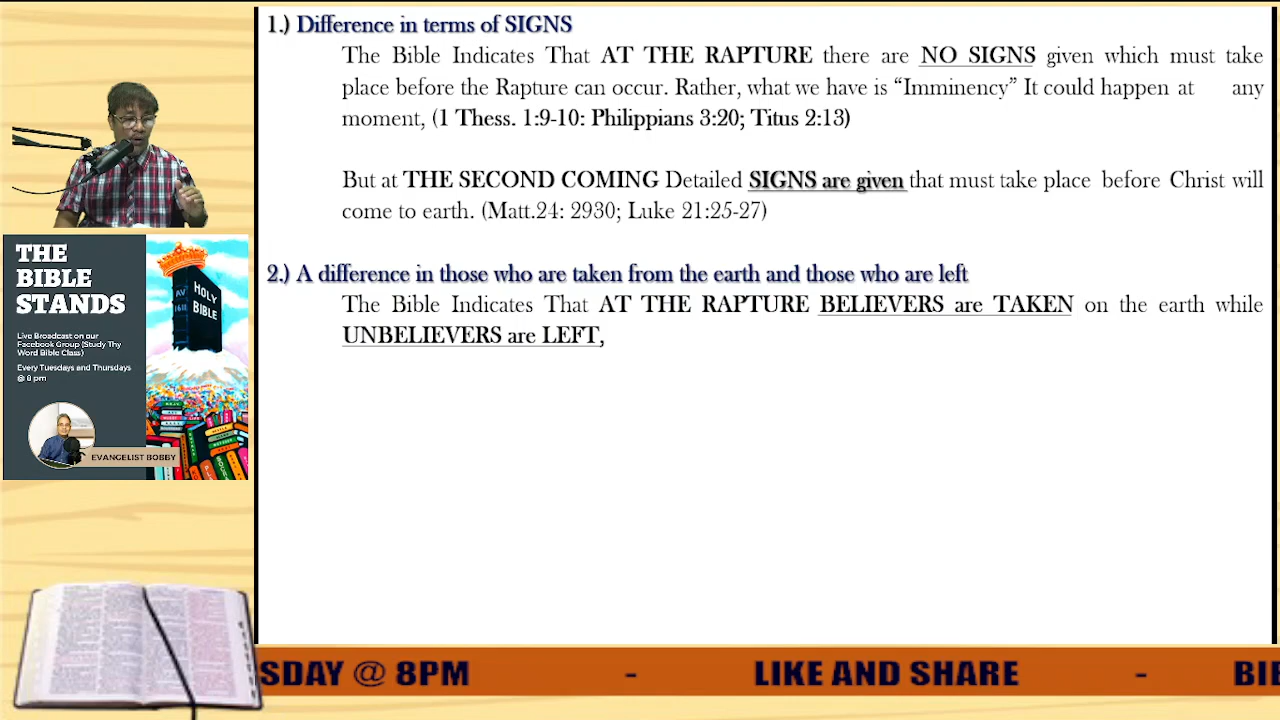 1.) Difference in terms of SIGNS
The Bible Indicates That AT THE RAPTURE there are NO SIGNS given which must take
place before the Rapture can occur. Rather, what we have is “Imminency” It could happen at any
moment, (1 Thess. 1:9-10: Philippians 3:20; Titus 2:13)
But at THE SECOND COMING Detailed SIGNS are given that must take place before Christ will
come to earth. (Matt.24: 2930; Luke 21:25-27)
2.) A difference in those who are taken from the earth and those who are left
The Bible Indicates That AT THE RAPTURE BELIEVERS are TAKEN on the earth while
UNBELIEVERS are LEFT,
THE
BIBLE
STANDS
Live Broadcast on our
Facebook Group (Study Thy
Word Bible Class)
Every Tuesdays and Thursdays
@ 8 pm
AV
HOLY
BIBLE
EVANGELIST BOBBY
SDAY @ 8PM - LIKE AND SHARE - BIB